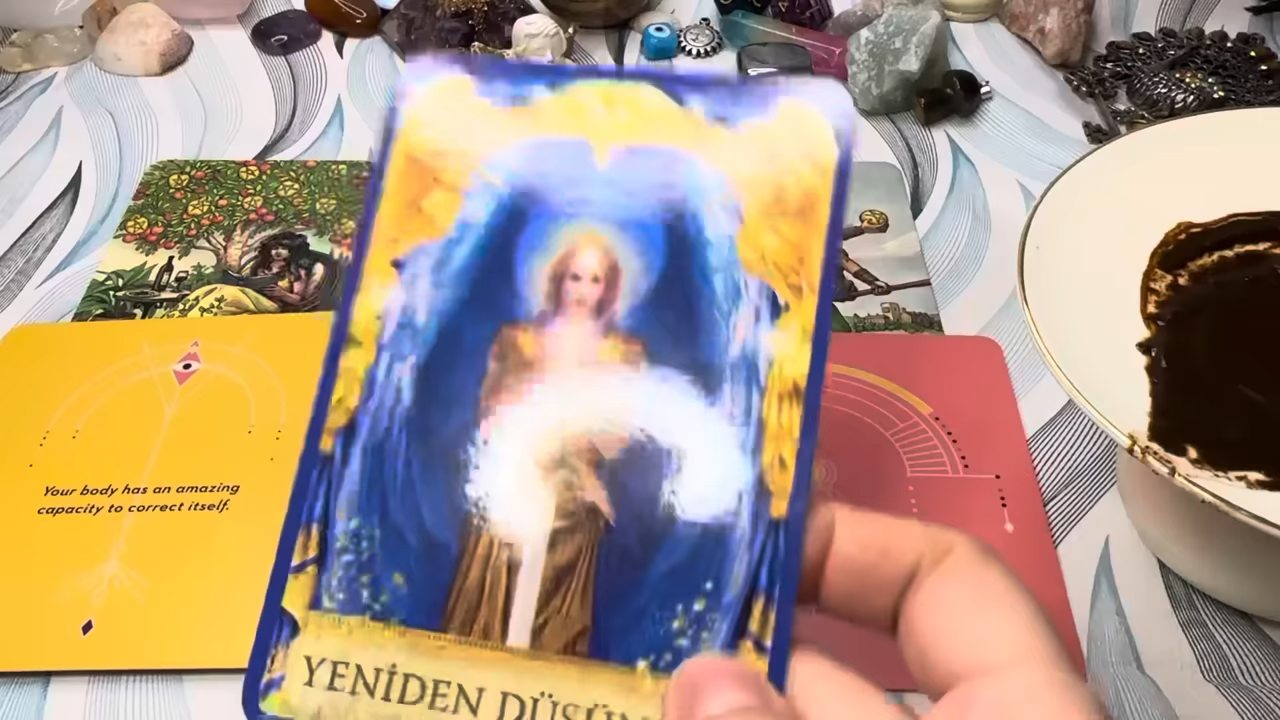 Your body has an amazing
capacity to correct itself.
YENİDEN